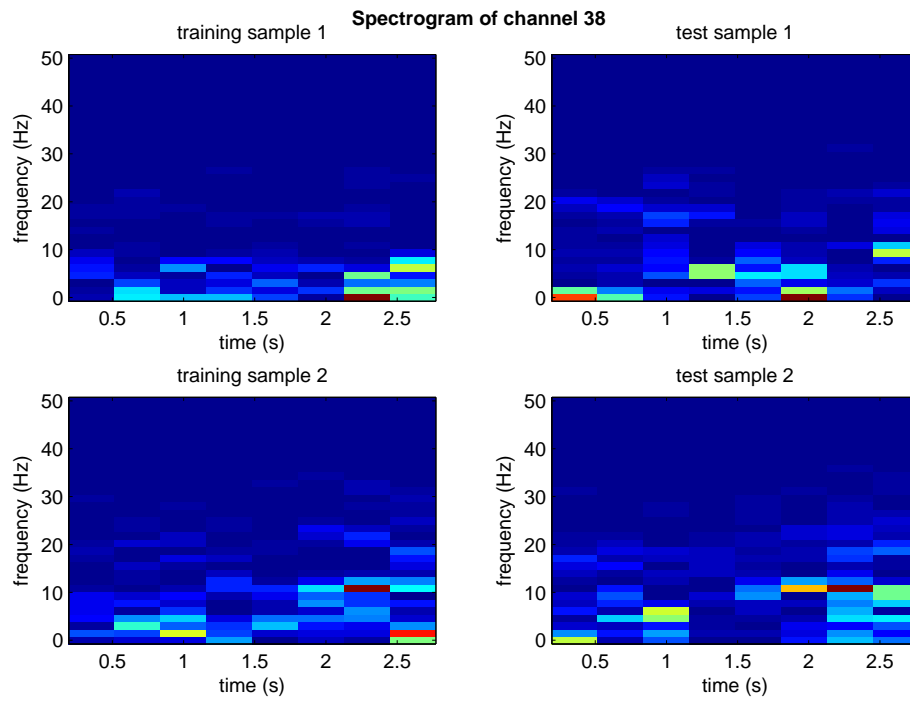 Spectrogram of channel 38
training sample 1
50
40
30
20
10
0
frequency (Hz)
0.5 1 1.5 2 2.5
time (s)
test sample 1
50
40
30
20
10
0
frequency (Hz)
0.5 1 1.5 2 2.5
time (s)
training sample 2
50
40
30
20
10
0
frequency (Hz)
0.5 1 1.5 2 2.5
time (s)
test sample 2
50
40
30
20
10
0
frequency (Hz)
0.5 1 1.5 2 2.5
time (s)